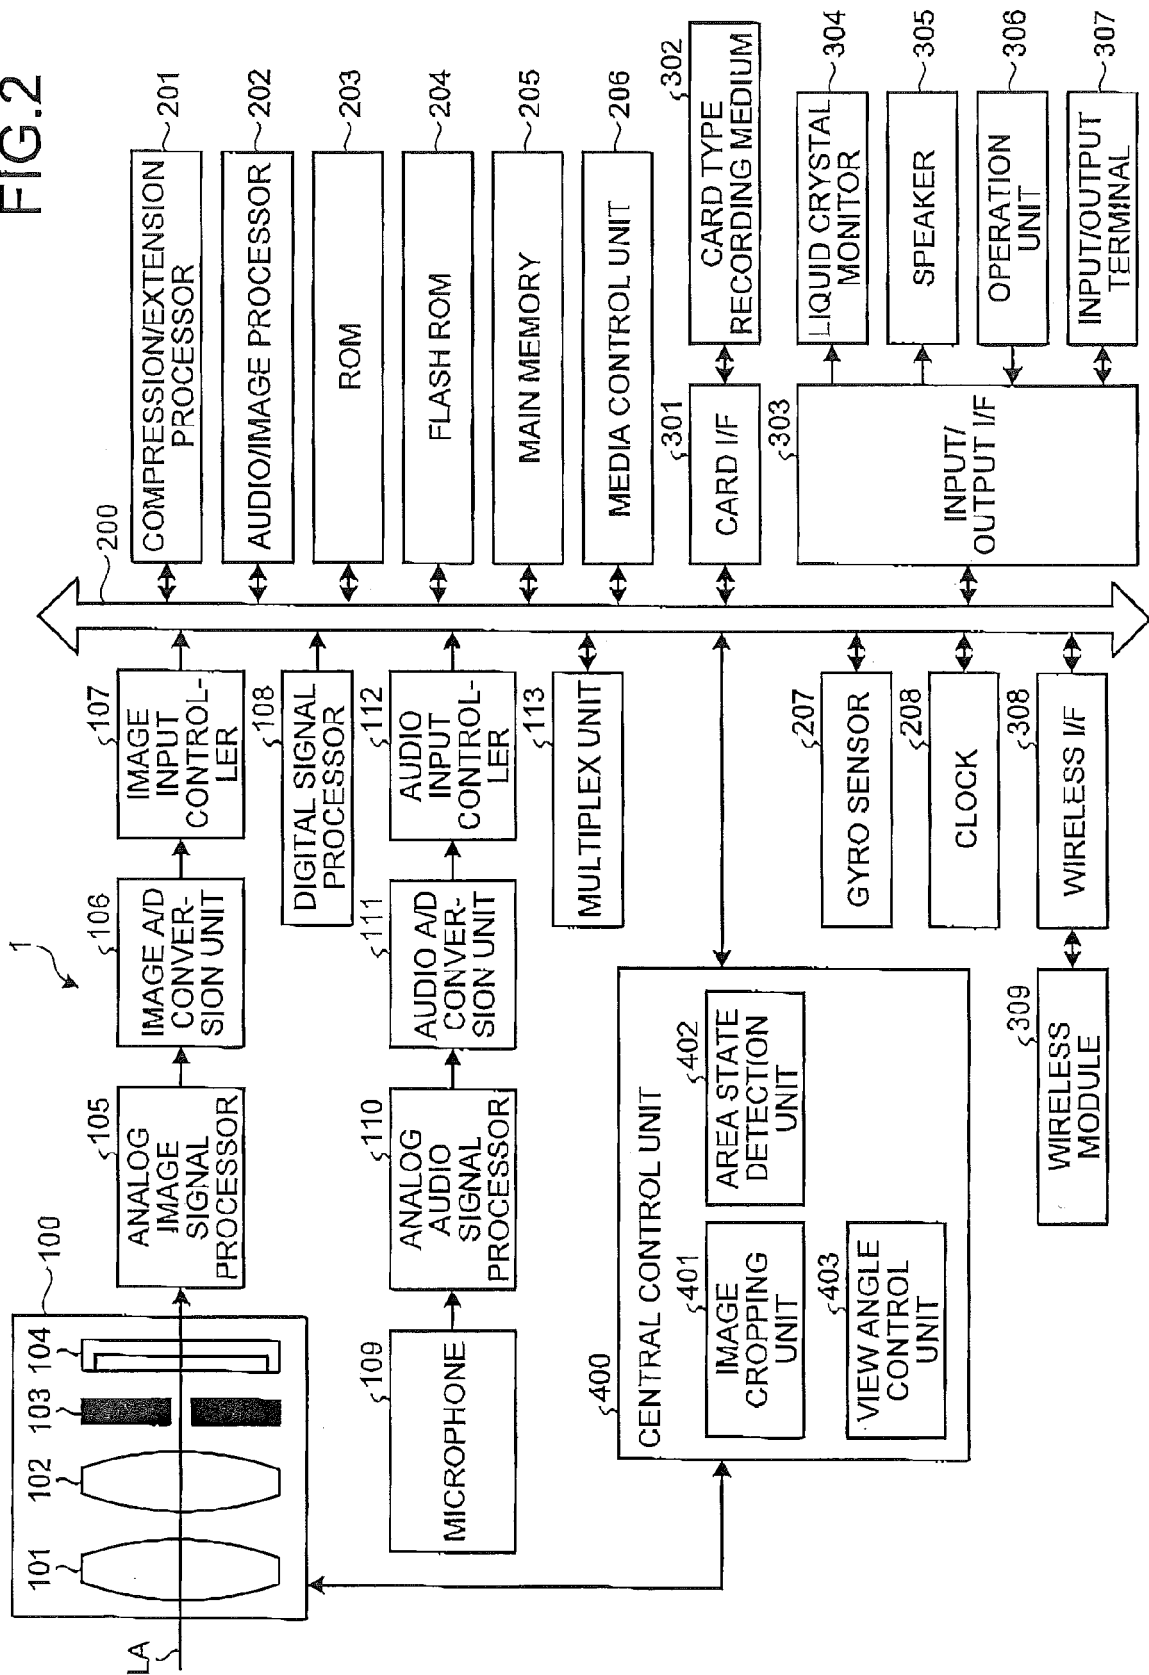 FIG.2
1
LA
100
101
102
103
104
105
ANALOG
IMAGE
SIGNAL
PROCESSOR
106
IMAGE A/D
CONVER-
SION UNIT
107
IMAGE
INPUT
CONTROL-
LER
108
DIGITAL SIGNAL
PROCESSOR
109
MICROPHONE
110
ANALOG
AUDIO
SIGNAL
PROCESSOR
111
AUDIO A/D
CONVER-
SION UNIT
112
AUDIO
INPUT
CONTROL-
LER
113
MULTIPLEX UNIT
400
CENTRAL CONTROL UNIT
401
IMAGE
CROPPING
UNIT
402
AREA STATE
DETECTION
UNIT
403
VIEW ANGLE
CONTROL
UNIT
207
GYRO SENSOR
208
CLOCK
308
WIRELESS I/F
309
WIRELESS
MODULE
200
COMPRESSION/EXTENSION
PROCESSOR
201
AUDIO/IMAGE PROCESSOR
202
ROM
203
FLASH ROM
204
MAIN MEMORY
205
MEDIA CONTROL UNIT
206
301
CARD I/F
302
CARD TYPE
RECORDING MEDIUM
303
INPUT/
OUTPUT I/F
LIQUID CRYSTAL
MONITOR
304
SPEAKER
305
OPERATION
UNIT
306
INPUT/OUTPUT
TERMINAL
307